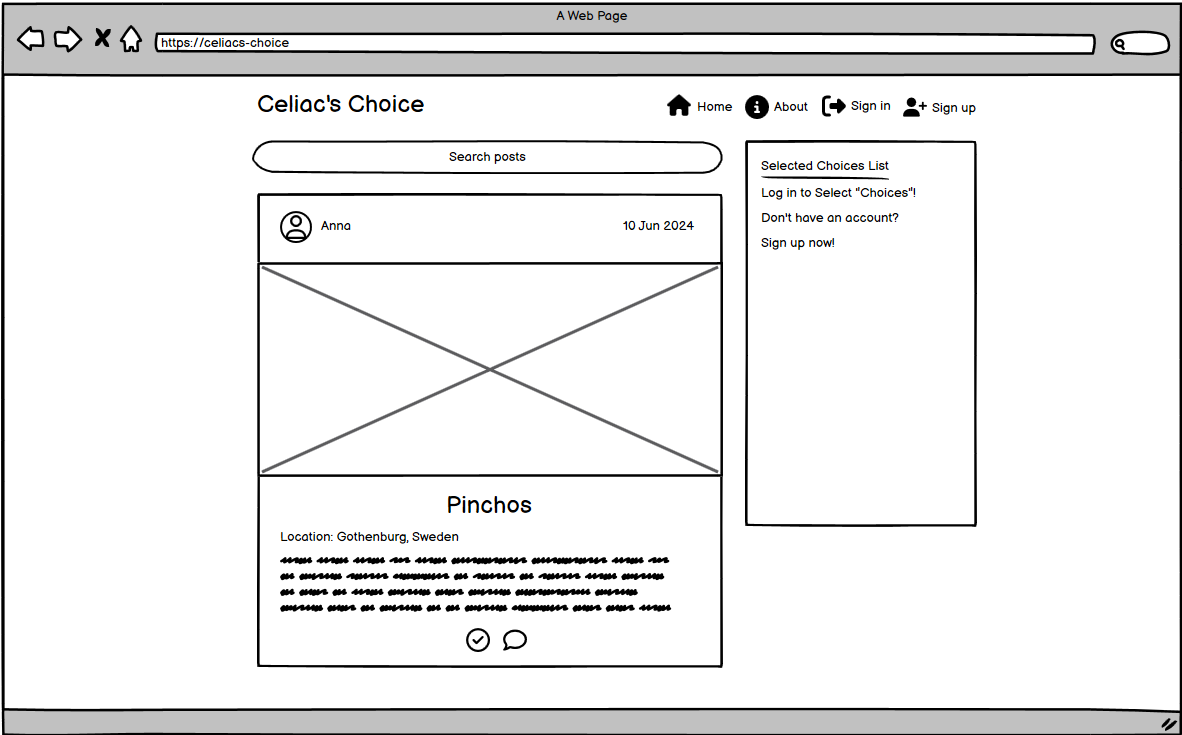 A Web Page
https://celiacs-choice
Celiac's Choice
Home
About
Sign in
Sign up
Search posts
Selected Choices List
Log in to Select "Choices"!
Don't have an account?
Sign up now!
Anna
10 Jun 2024
Pinchos
Location: Gothenburg, Sweden